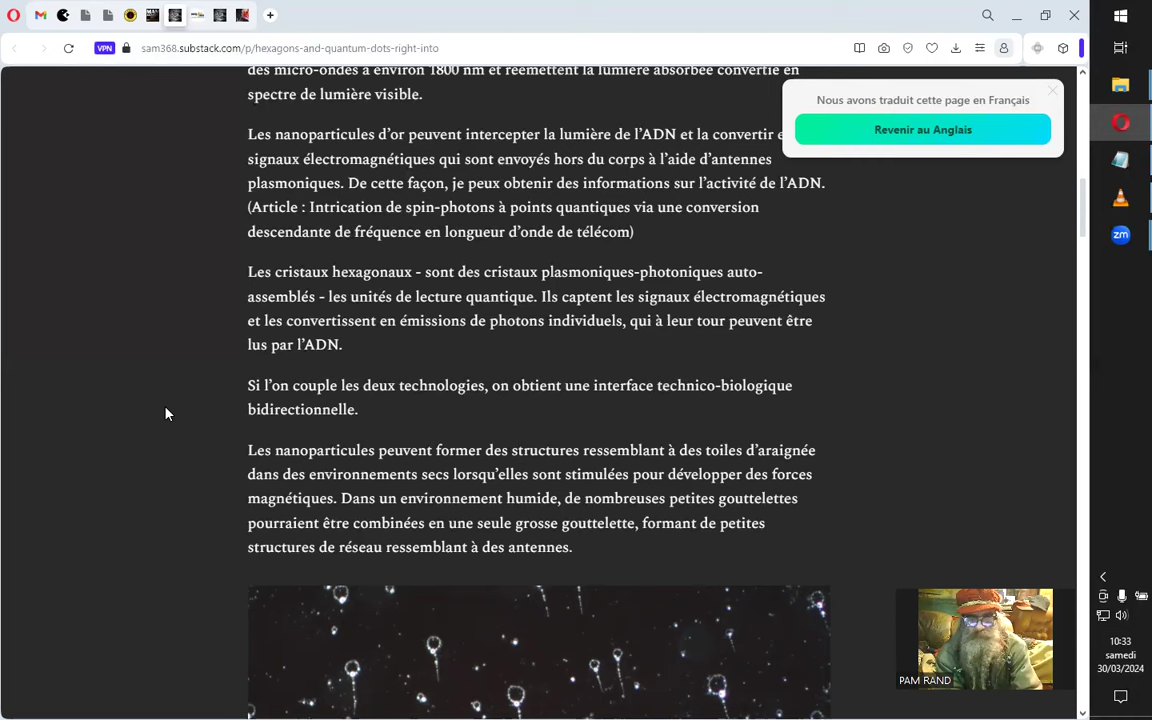 VPN
sam368.substack.com/p/hexagons-and-quantum-dots-right-into
des micro-ondes à environ 1800 nm et réémettent la lumière absorbée convertie en
spectre de lumière visible.
Nous avons traduit cette page en Français
Revenir au Anglais
Les nanoparticules d’or peuvent intercepter la lumière de l’ADN et la convertir e
signaux électromagnétiques qui sont envoyés hors du corps à l’aide d’antennes
plasmoniques. De cette façon, je peux obtenir des informations sur l’activité de l’ADN.
(Article : Intrication de spin-photons à points quantiques via une conversion
descendante de fréquence en longueur d’onde de télécom)
Les cristaux hexagonaux - sont des cristaux plasmoniques-photoniques auto-
assemblés - les unités de lecture quantique. Ils captent les signaux électromagnétiques
et les convertissent en émissions de photons individuels, qui à leur tour peuvent être
lus par l’ADN.
Si l’on couple les deux technologies, on obtient une interface technico-biologique
bidirectionnelle.
Les nanoparticules peuvent former des structures ressemblant à des toiles d’araignée
dans des environnements secs lorsqu’elles sont stimulées pour développer des forces
magnétiques. Dans un environnement humide, de nombreuses petites gouttelettes
pourraient être combinées en une seule grosse gouttelette, formant de petites
structures de réseau ressemblant à des antennes.
PAM RAND
zm
10:33
samedi
30/03/2024